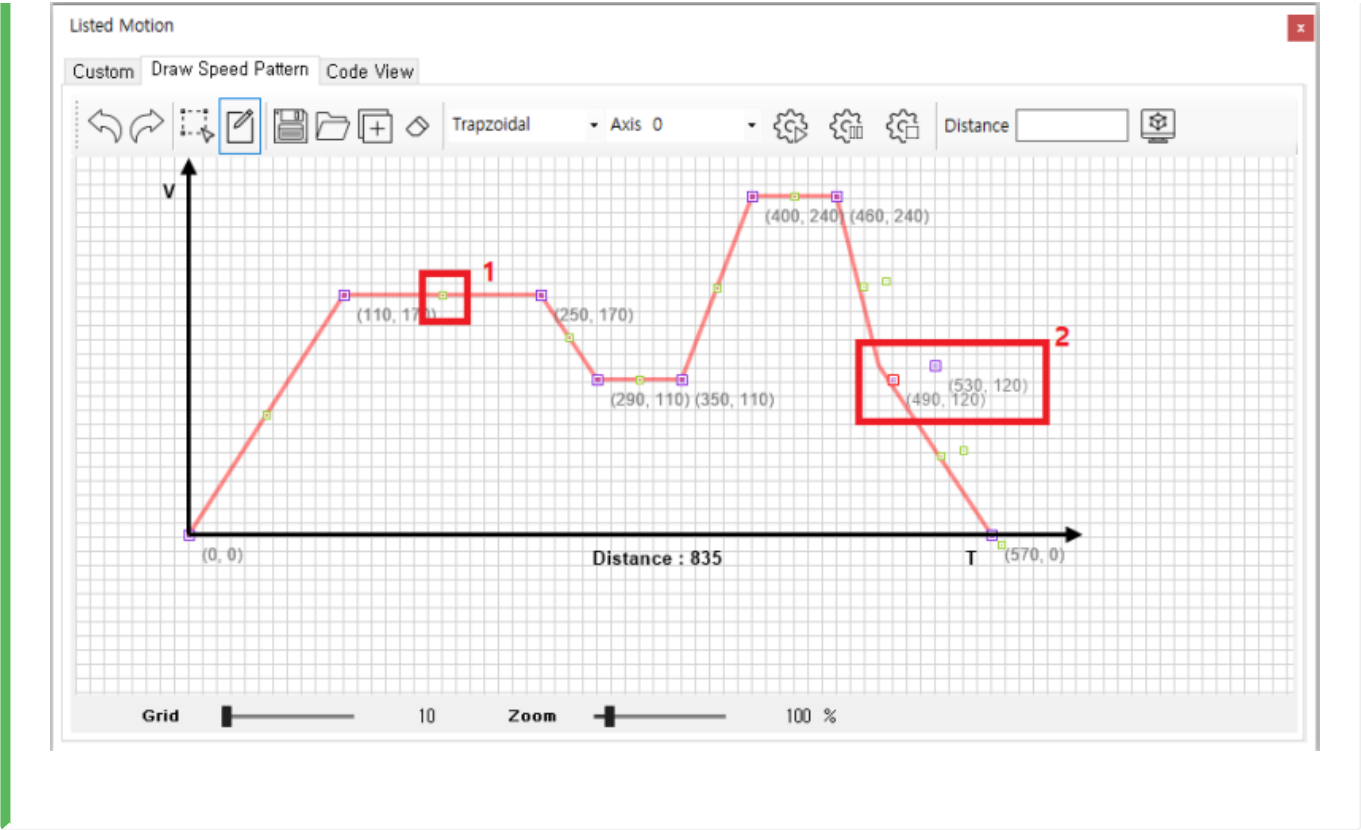 Listed Motion
x
Custom Draw Speed Pattern Code View
Trapzoidal Axis 0 Distance
V
(400, 240) (460, 240)
1
(110, 170) (250, 170)
2
(530, 120)
(290, 110) (350, 110) (490, 120)
(0, 0) Distance : 835 T (570, 0)
Grid 10 Zoom 100 %